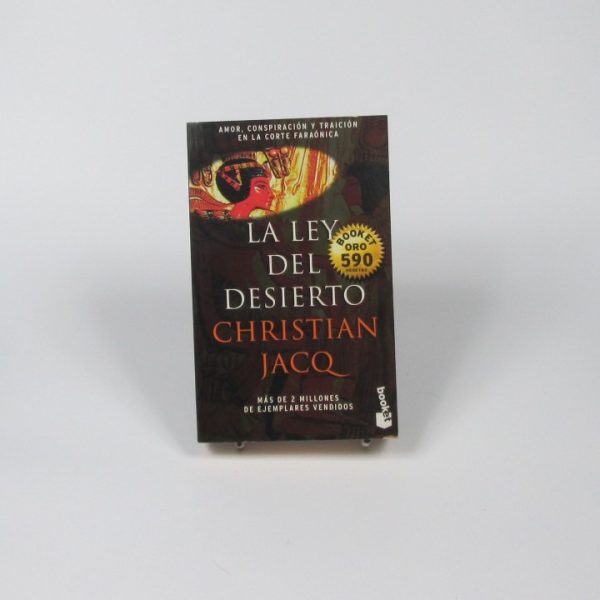 AMOR, CONSPIRACIÓN Y TRAICIÓN
EN LA CORTE FARAÓNICA
LA LEY
DEL
DESIERTO
BOOKET
ORO
590
PESETAS
CHRISTIAN
JACQ
MÁS DE 2 MILLONES
DE EJEMPLARES VENDIDOS
booket